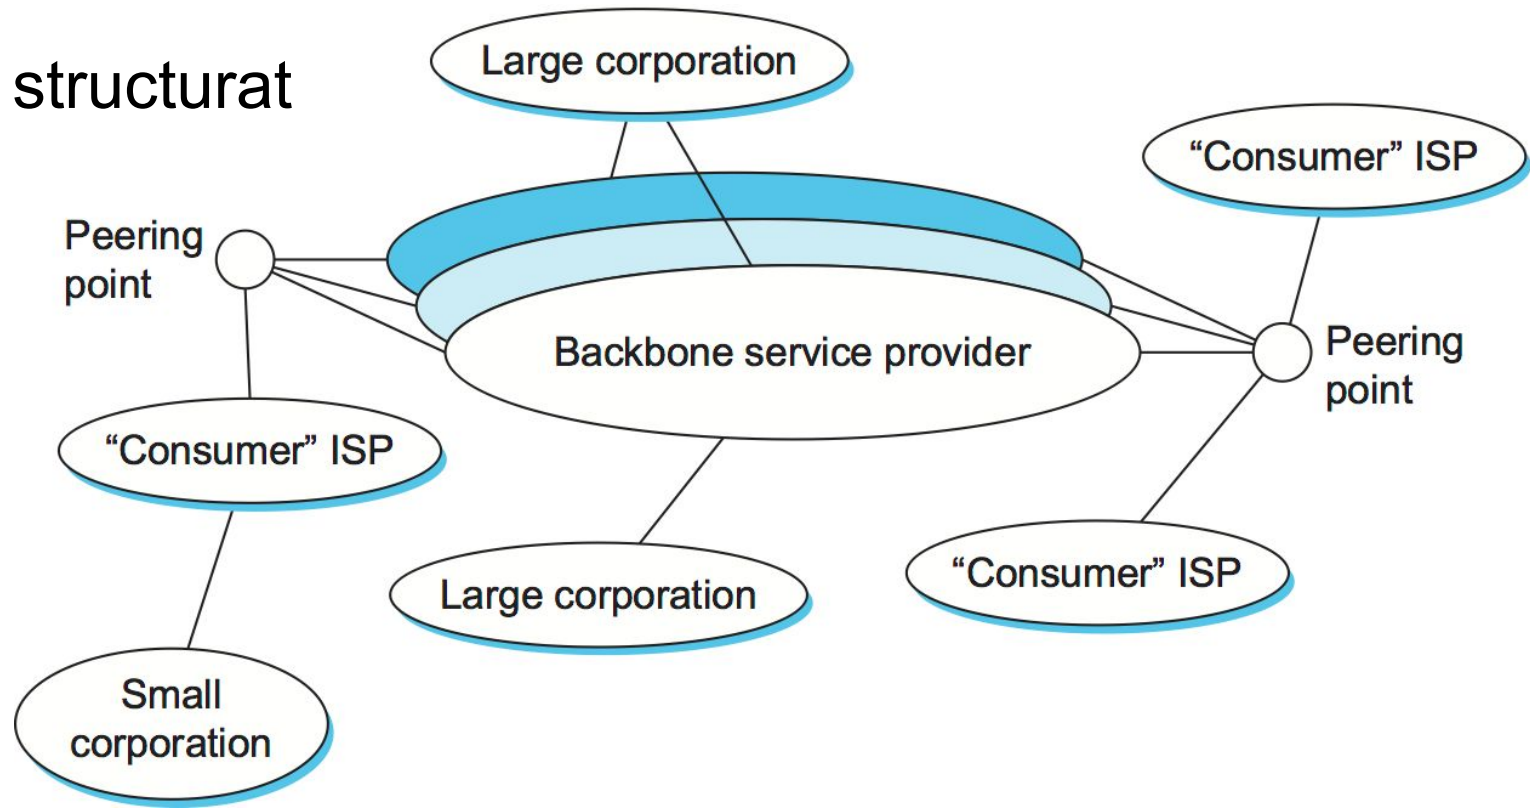 structurat
Large corporation
“Consumer” ISP
Peering
point
Backbone service provider
Peering
point
“Consumer” ISP
Large corporation
“Consumer” ISP
Small
corporation